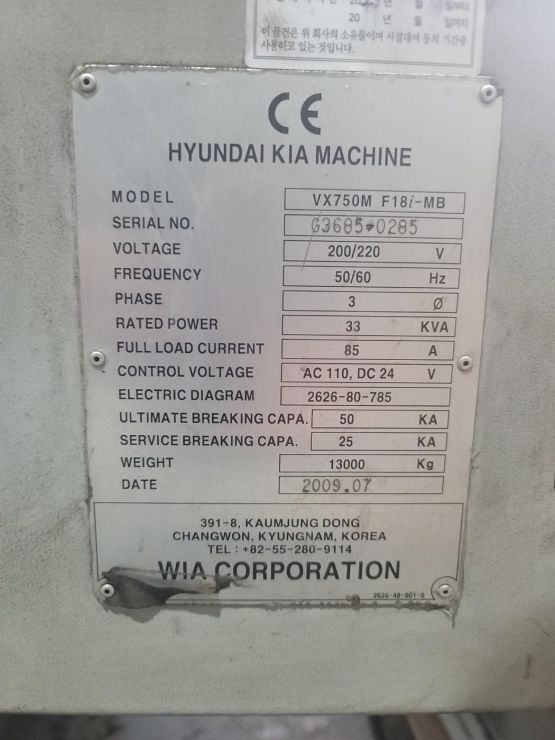 20 년 월 일까지
이 물건은 위 회사의 소유물이며 시설대여 동의 기간중
사용하고 있는 것입니다.
CE
HYUNDAI KIA MACHINE
MODEL VX750M F18i-MB
SERIAL NO. G3685-0285
VOLTAGE 200/220 V
FREQUENCY 50/60 Hz
PHASE 3 Ø
RATED POWER 33 KVA
FULL LOAD CURRENT 85 A
CONTROL VOLTAGE AC 110, DC 24 V
ELECTRIC DIAGRAM 2626-80-785
ULTIMATE BREAKING CAPA. 50 KA
SERVICE BREAKING CAPA. 25 KA
WEIGHT 13000 Kg
DATE 2009.07
391-8, KAUMJUNG DONG
CHANGWON, KYUNGNAM, KOREA
TEL : +82-55-280-9114
WIA CORPORATION
2626-48-001-0